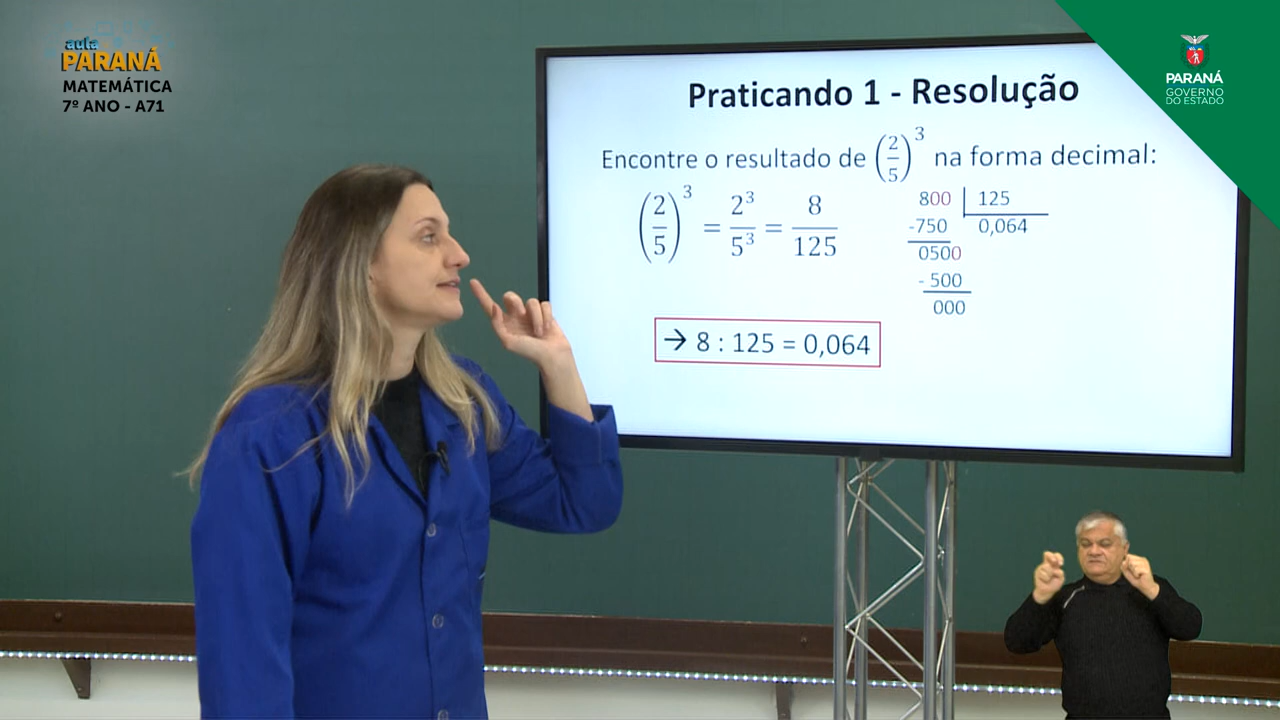 aula
PARANÁ
MATEMÁTICA
7º ANO - A71
PARANÁ
GOVERNO
DO ESTADO
Praticando 1 - Resolução
Encontre o resultado de (2/5)³ na forma decimal:
(2/5)³ = 2³/5³ = 8/125
800 | 125
-750 0,064
0500
- 500
000
→ 8 : 125 = 0,064